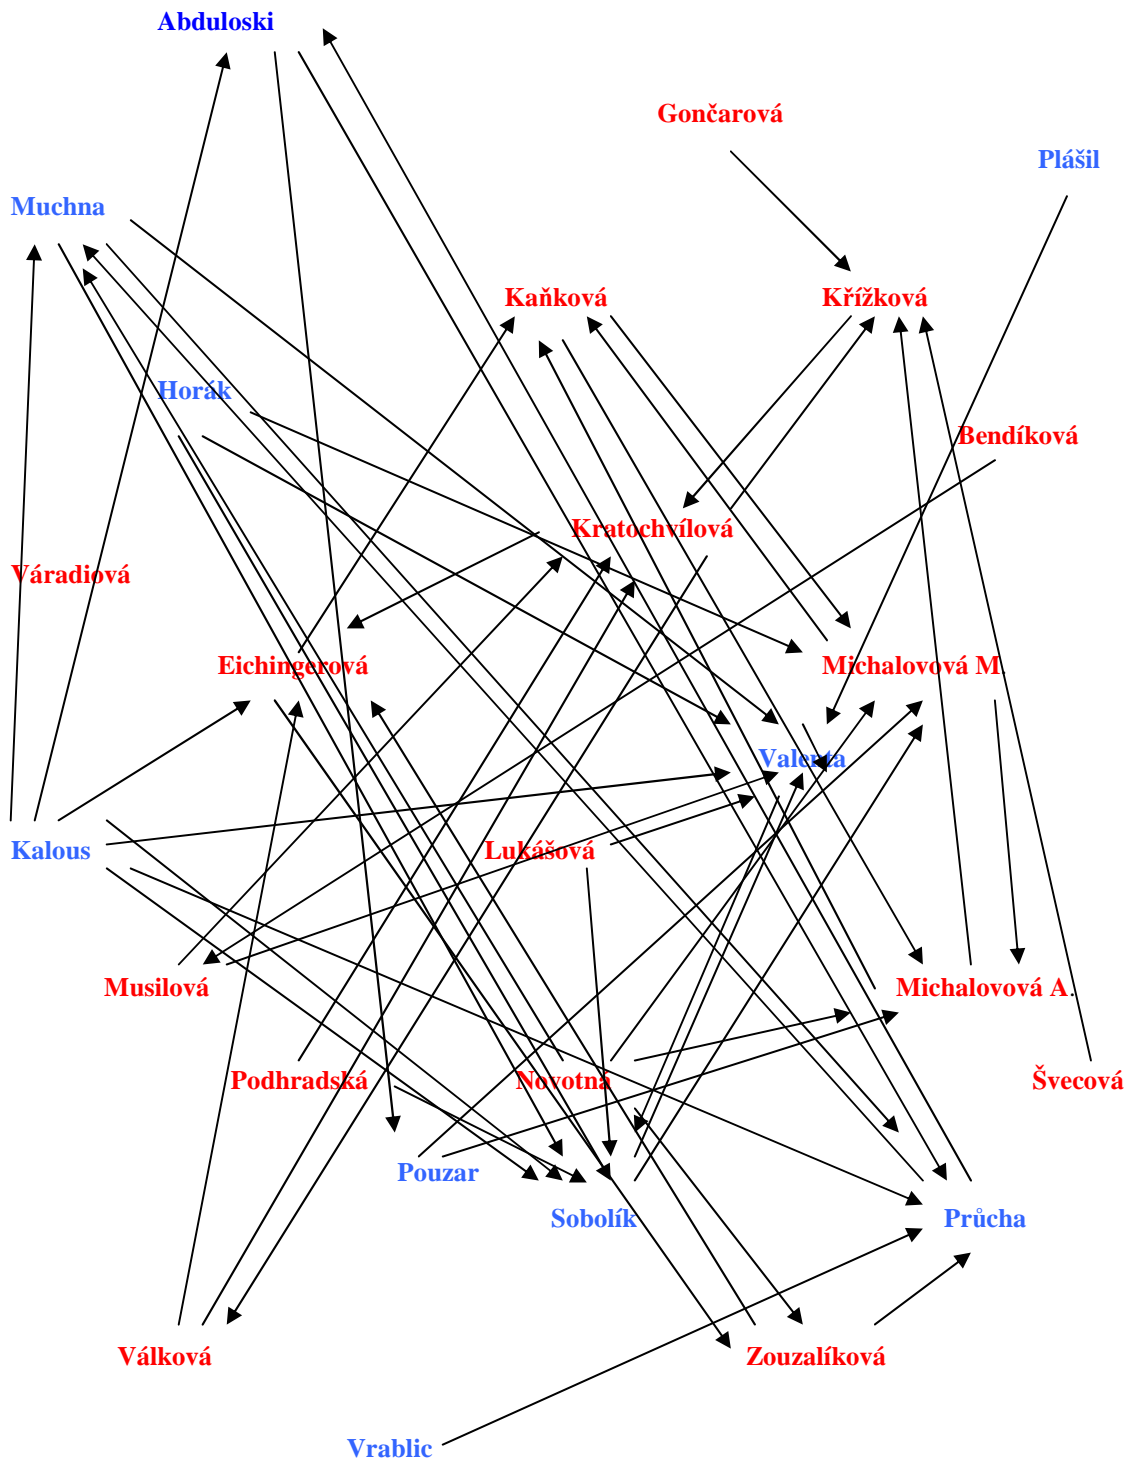 Abduloski
Gončarová
Plášil
Muchna
Kaňková
Křížková
Horák
Bendíková
Kratochvílová
Váradiová
Eichingerová
Michalovová M.
Valenta
Kalous
Lukášová
Musilová
Michalovová A.
Podhradská
Novotná
Švecová
Pouzar
Sobolík
Průcha
Válková
Zouzalíková
Vrablic